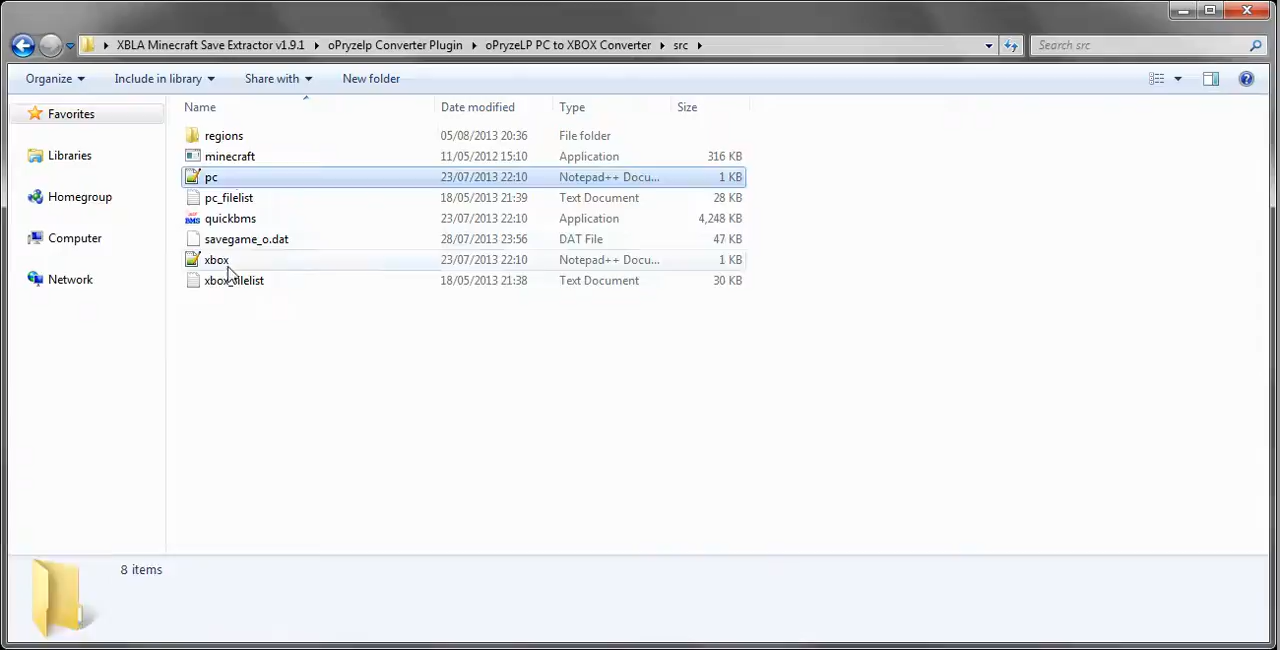 XBLA Minecraft Save Extractor v1.9.1 oPryzelp Converter Plugin oPryzeLP PC to XBOX Converter src Search src
Organize Include in library Share with New folder
Favorites
Libraries
Homegroup
Computer
Network
Name Date modified Type Size
regions 05/08/2013 20:36 File folder
minecraft 11/05/2012 15:10 Application 316 KB
pc 23/07/2013 22:10 Notepad++ Docu... 1 KB
pc_filelist 18/05/2013 21:39 Text Document 28 KB
quickbms 23/07/2013 22:10 Application 4,248 KB
savegame_o.dat 28/07/2013 23:56 DAT File 47 KB
xbox 23/07/2013 22:10 Notepad++ Docu... 1 KB
xbox_filelist 18/05/2013 21:38 Text Document 30 KB
8 items